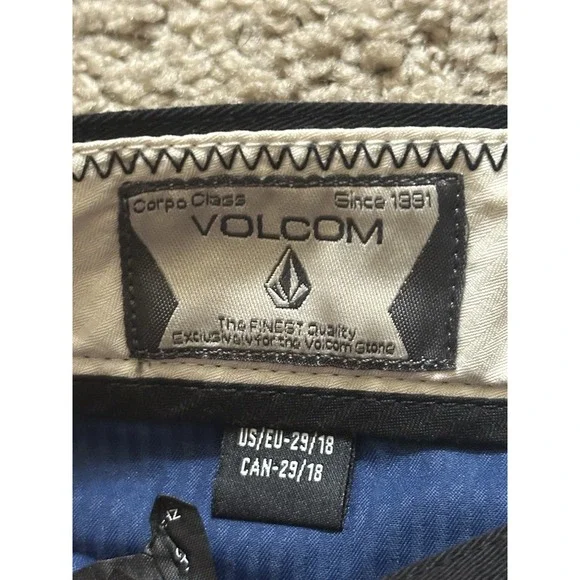 Corpo Class
Since 1991
VOLCOM
The FINEST Quality
Exclusively for the Volcom Stone
US/EU-29/18
CAN-29/18